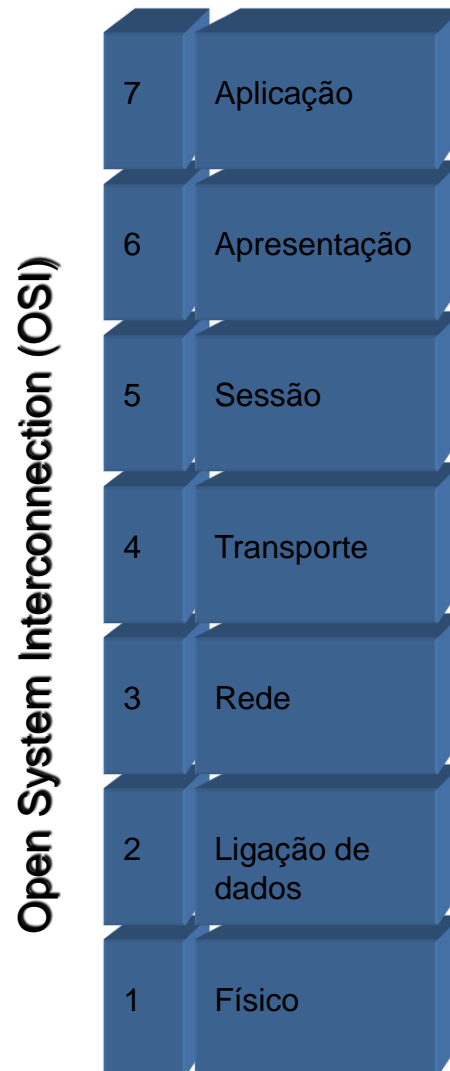 Open System Interconnection (OSI)
7 Aplicação
6 Apresentação
5 Sessão
4 Transporte
3 Rede
2 Ligação de
dados
1 Físico